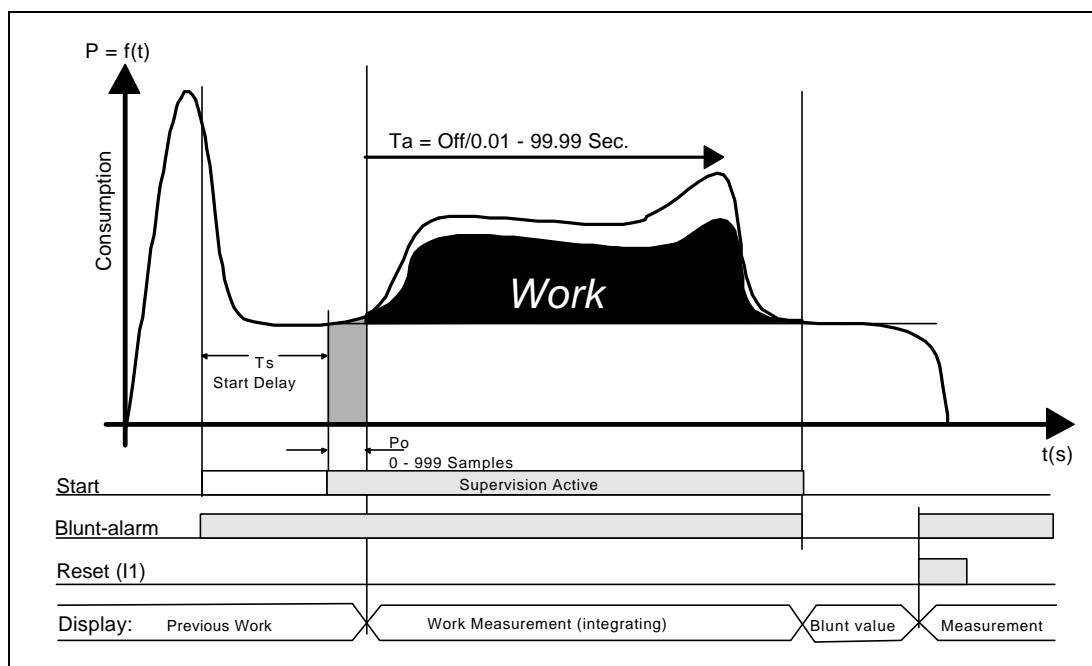 P = f(t)
Consumption
Ta = Off/0.01 - 99.99 Sec.
Work
Ts
Start Delay
Po
0 - 999 Samples
t(s)
Start
Supervision Active
Blunt-alarm
Reset (I1)
Display:
Previous Work
Work Measurement (integrating)
Blunt value
Measurement